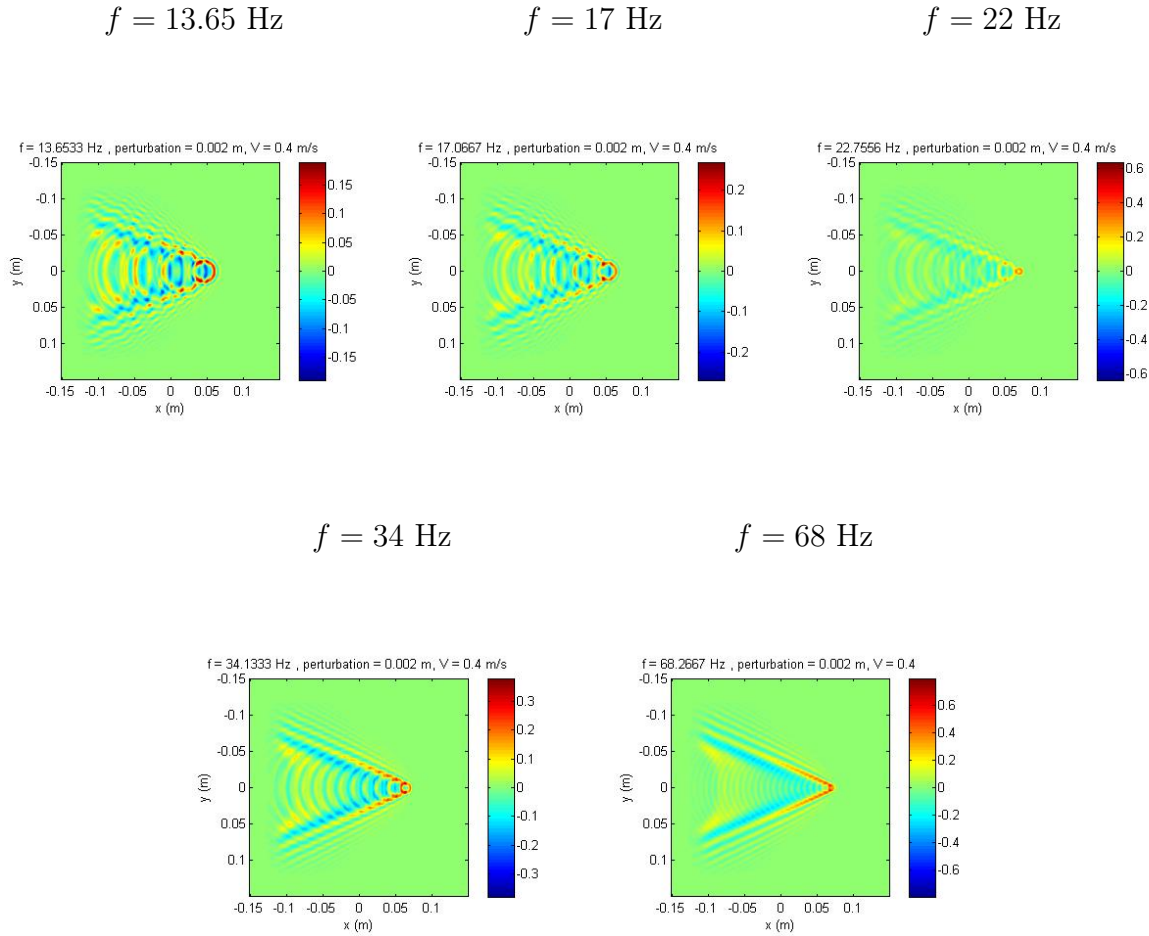 f = 13.65 Hz
f = 17 Hz
f = 22 Hz
f = 13.6533 Hz , perturbation = 0.002 m, V = 0.4 m/s
-0.15
-0.1
-0.05
0
0.05
0.1
y (m)
-0.15 -0.1 -0.05 0 0.05 0.1
x (m)
0.15
0.1
0.05
0
-0.05
-0.1
-0.15
f = 17.0667 Hz , perturbation = 0.002 m, V = 0.4 m/s
-0.15
-0.1
-0.05
0
0.05
0.1
y (m)
-0.15 -0.1 -0.05 0 0.05 0.1
x (m)
0.2
0.1
0
-0.1
-0.2
f = 22.7556 Hz , perturbation = 0.002 m, V = 0.4 m/s
-0.15
-0.1
-0.05
0
0.05
0.1
y (m)
-0.15 -0.1 -0.05 0 0.05 0.1
x (m)
0.6
0.4
0.2
0
-0.2
-0.4
-0.6
f = 34 Hz
f = 68 Hz
f = 34.1333 Hz , perturbation = 0.002 m, V = 0.4 m/s
-0.15
-0.1
-0.05
0
0.05
0.1
y (m)
-0.15 -0.1 -0.05 0 0.05 0.1
x (m)
0.3
0.2
0.1
0
-0.1
-0.2
-0.3
f = 68.2667 Hz , perturbation = 0.002 m, V = 0.4
-0.15
-0.1
-0.05
0
0.05
0.1
y (m)
-0.15 -0.1 -0.05 0 0.05 0.1
x (m)
0.6
0.4
0.2
0
-0.2
-0.4
-0.6